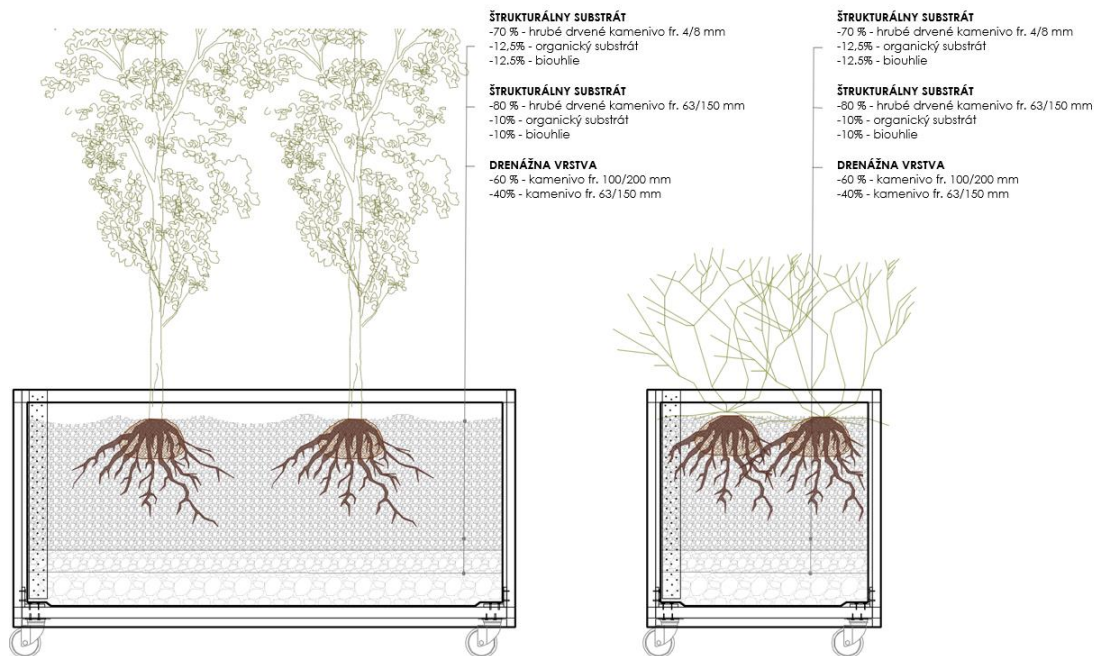 ŠTRUKTURÁLNY SUBSTRÁT
-70 % - hrubé drvené kamenivo fr. 4/8 mm
-12,5% - organický substrát
-12.5% - biouhlie
ŠTRUKTURÁLNY SUBSTRÁT
-80 % - hrubé drvené kamenivo fr. 63/150 mm
-10% - organický substrát
-10% - biouhlie
DRENÁŽNA VRSTVA
-60 % - kamenivo fr. 100/200 mm
-40% - kamenivo fr. 63/150 mm
ŠTRUKTURÁLNY SUBSTRÁT
-70 % - hrubé drvené kamenivo fr. 4/8 mm
-12,5% - organický substrát
-12.5% - biouhlie
ŠTRUKTURÁLNY SUBSTRÁT
-80 % - hrubé drvené kamenivo fr. 63/150 mm
-10% - organický substrát
-10% - biouhlie
DRENÁŽNA VRSTVA
-60 % - kamenivo fr. 100/200 mm
-40% - kamenivo fr. 63/150 mm